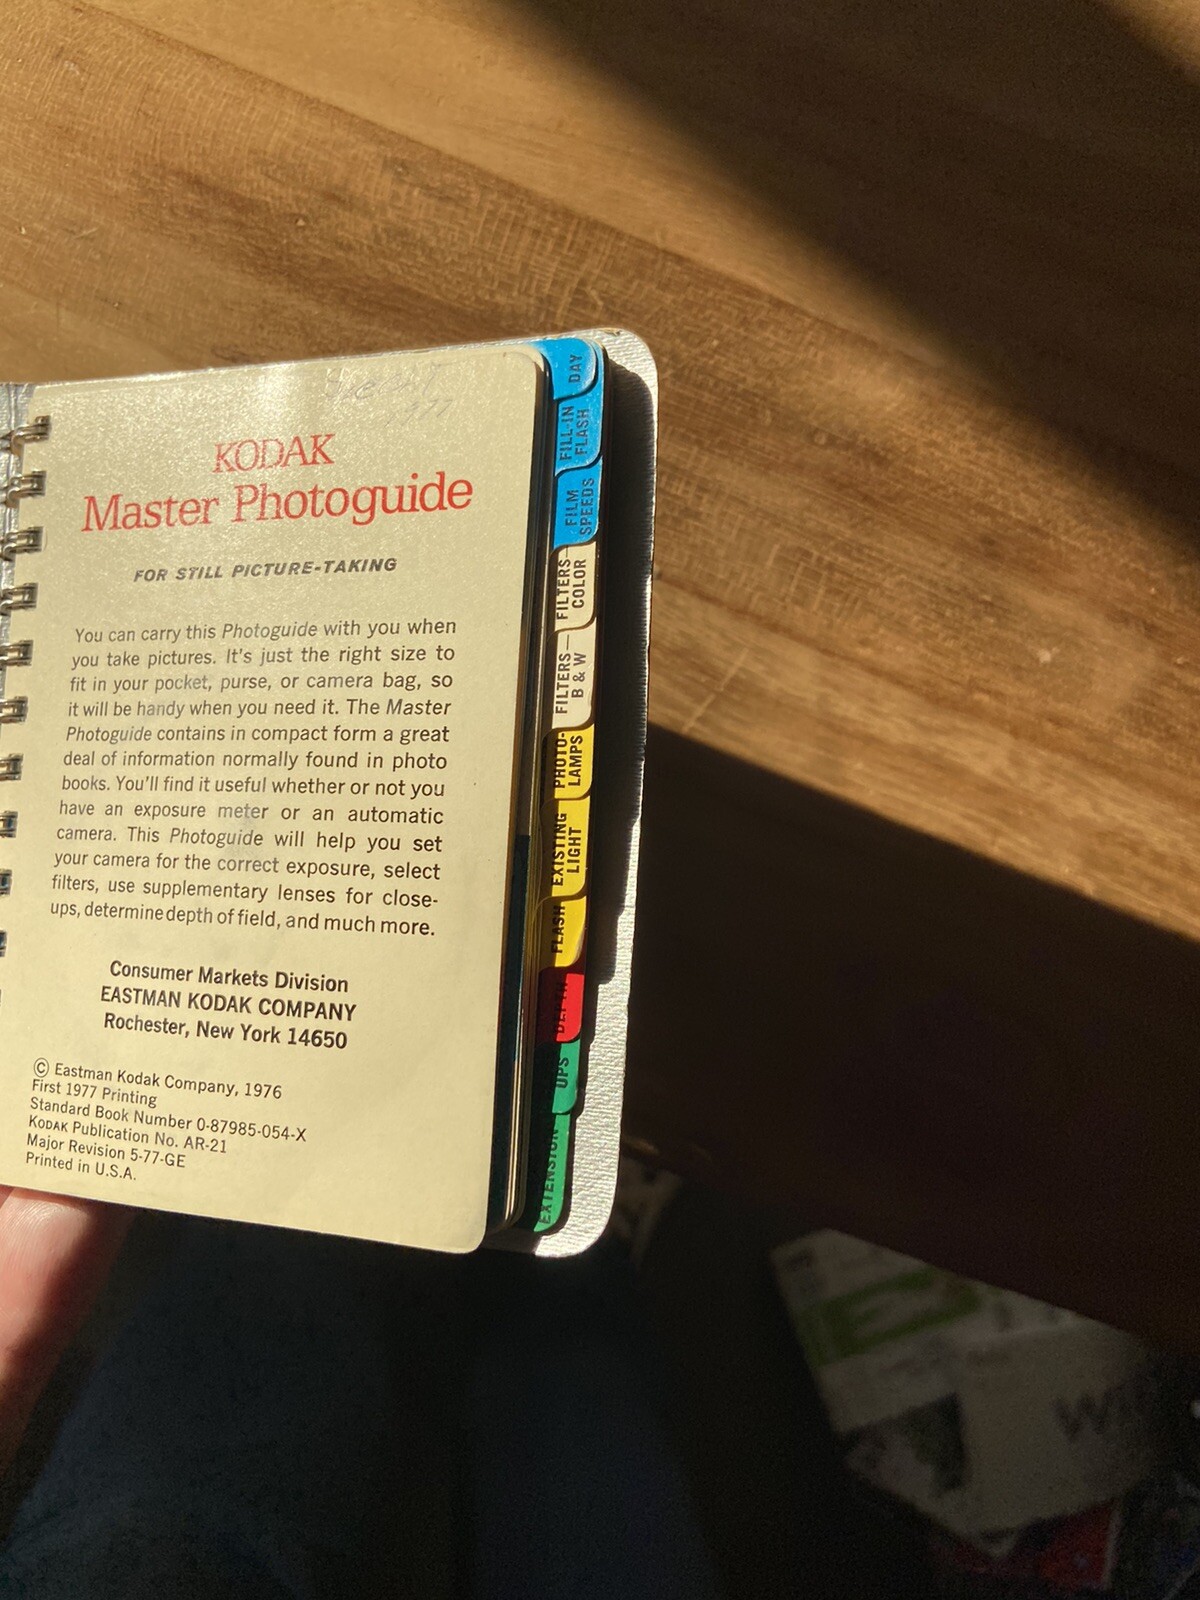 KODAK
Master Photoguide
FOR STILL PICTURE-TAKING
You can carry this Photoguide with you when
you take pictures. It's just the right size to
fit in your pocket, purse, or camera bag, so
it will be handy when you need it. The Master
Photoguide contains in compact form a great
deal of information normally found in photo
books. You'll find it useful whether or not you
have an exposure meter or an automatic
camera. This Photoguide will help you set
your camera for the correct exposure, select
filters, use supplementary lenses for close-
ups, determine depth of field, and much more.
Consumer Markets Division
EASTMAN KODAK COMPANY
Rochester, New York 14650
© Eastman Kodak Company, 1976
First 1977 Printing
Standard Book Number 0-87985-054-X
KODAK Publication No. AR-21
Major Revision 5-77-GE
Printed in U.S.A.
DAY
FILL-IN
FLASH
FILM
SPEEDS
FILTERS—
COLOR
FILTERS—
B & W
PHOTO-
LAMPS
EXISTING
LIGHT
FLASH
DEPTH
UPS
EXTENSION